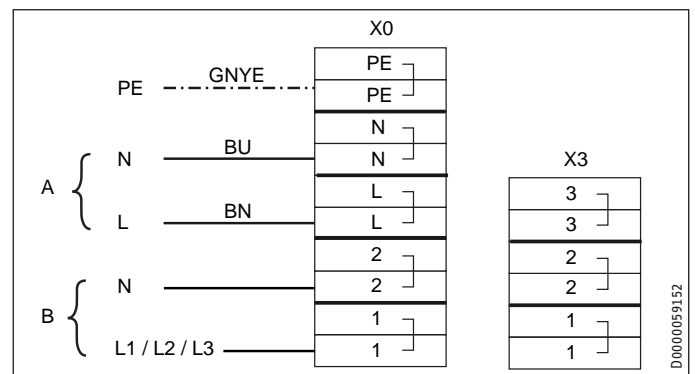 X0
PE
GNYE
PE
PE
N
A
N
BU
N
X3
L
L
BN
L
3
3
2
2
B
N
2
2
1
1
L1 / L2 / L3
1
1
D0000059152